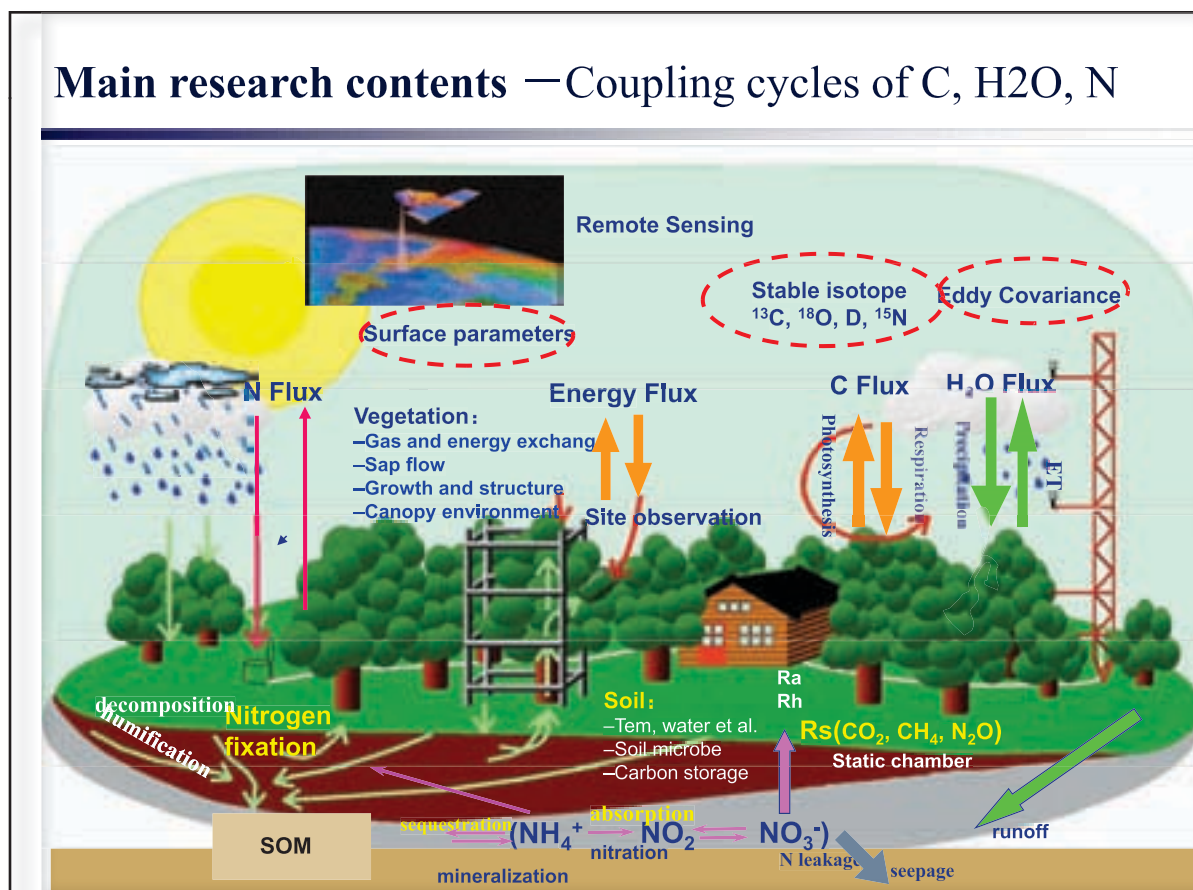 Main research contents —Coupling cycles of C, H2O, N
Remote Sensing
Stable isotope
¹³C, ¹⁸O, D, ¹⁵N
Eddy Covariance
Surface parameters
N Flux
Energy Flux
C Flux
H₂O Flux
Vegetation:
–Gas and energy exchang
–Sap flow
–Growth and structure
–Canopy environment
Site observation
Photosynthesis
Respiration
Precipitation
ET
decomposition
humification
Nitrogen
fixation
Soil:
–Tem, water et al.
–Soil microbe
–Carbon storage
Ra
Rh
Rs(CO₂, CH₄, N₂O)
Static chamber
runoff
SOM
sequestration
absorption
(NH₄⁺
NO₂
NO₃⁻)
nitration
mineralization
N leakage
seepage